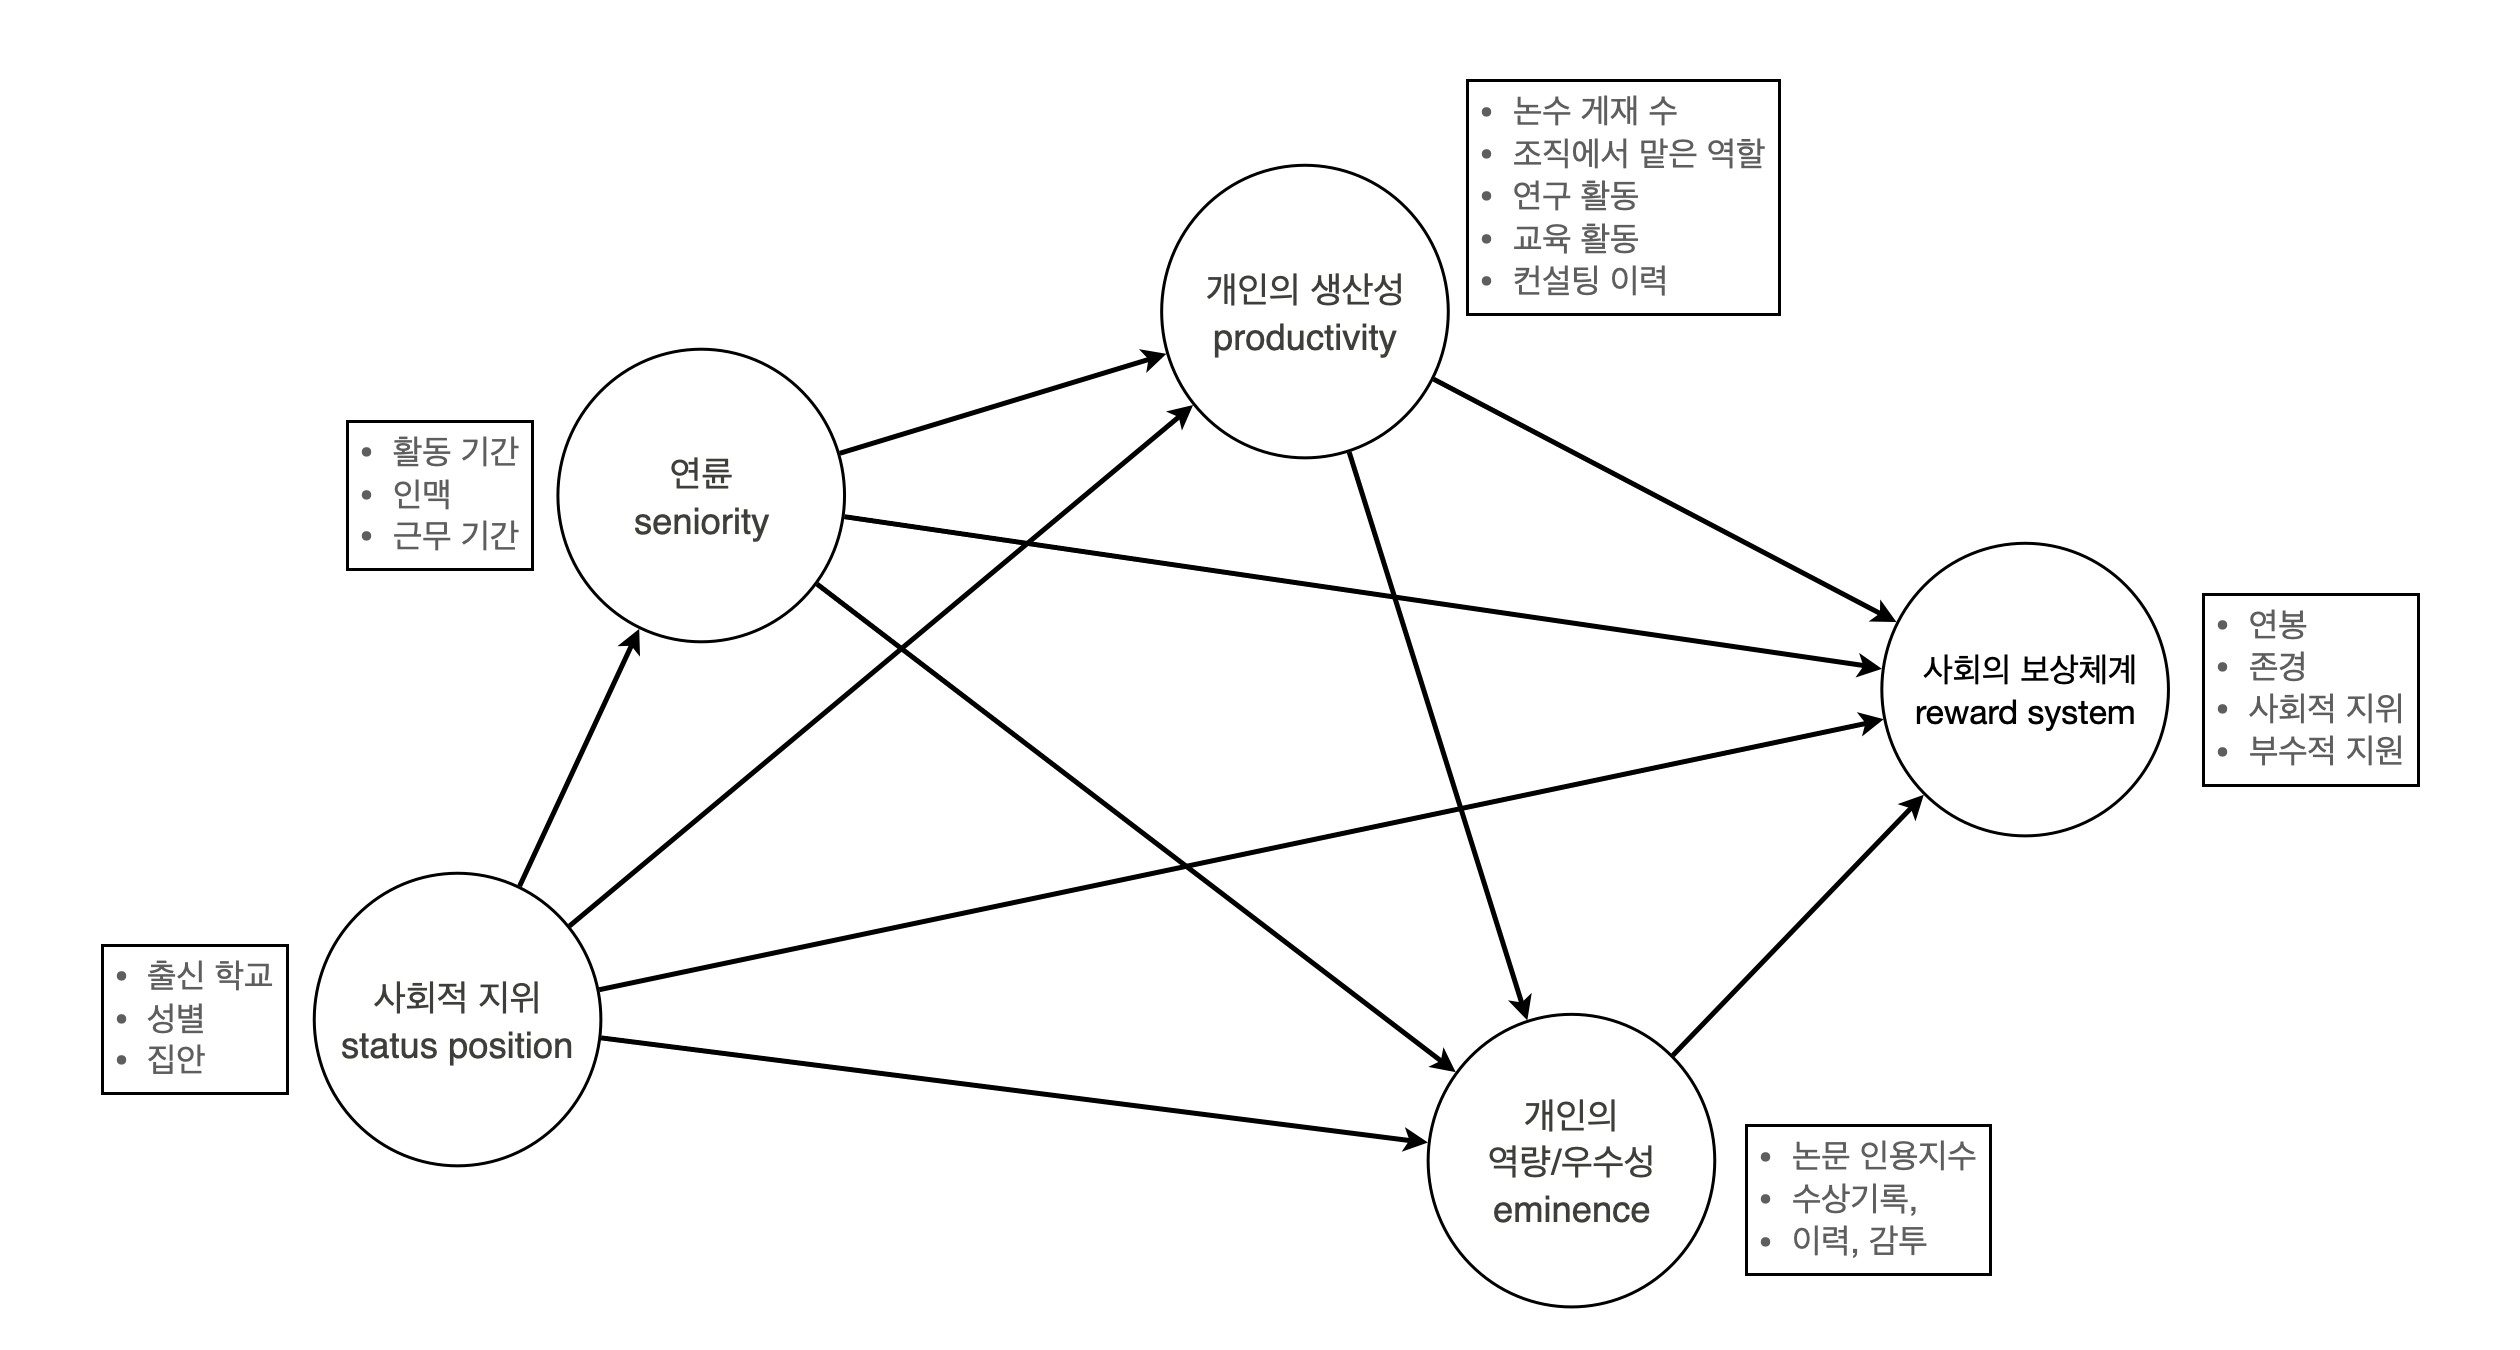 논수 게재 수
조직에서 맡은 역할
연구 활동
교육 활동
컨설팅 이력
개인의 생산성
productivity
활동 기간
인맥
근무 기간
연륜
seniority
사회의 보상체계
reward system
연봉
존경
사회적 지위
부수적 지원
출신 학교
성별
집안
사회적 지위
status position
개인의
역량/우수성
eminence
논문 인용지수
수상기록,
이력, 감투